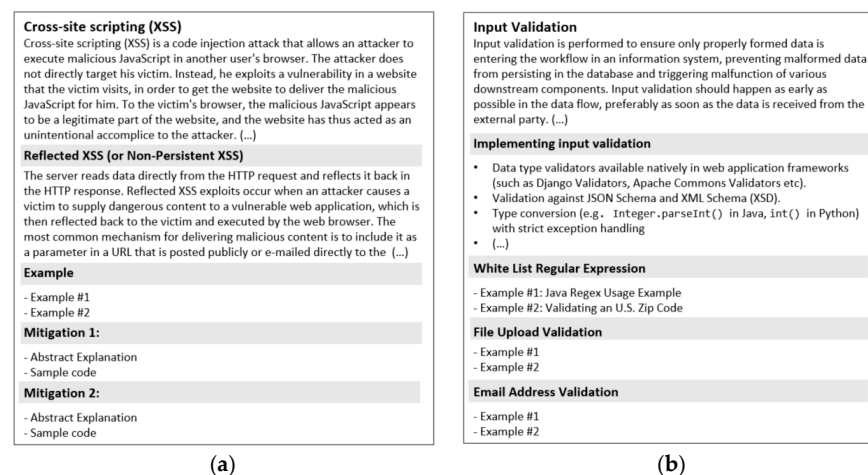 Cross-site scripting (XSS)
Cross-site scripting (XSS) is a code injection attack that allows an attacker to
execute malicious JavaScript in another user's browser. The attacker does
not directly target his victim. Instead, he exploits a vulnerability in a website
that the victim visits, in order to get the website to deliver the malicious
JavaScript for him. To the victim's browser, the malicious JavaScript appears
to be a legitimate part of the website, and the website has thus acted as an
unintentional accomplice to the attacker. (...)
Reflected XSS (or Non-Persistent XSS)
The server reads data directly from the HTTP request and reflects it back in
the HTTP response. Reflected XSS exploits occur when an attacker causes a
victim to supply dangerous content to a vulnerable web application, which is
then reflected back to the victim and executed by the web browser. The
most common mechanism for delivering malicious content is to include it as
a parameter in a URL that is posted publicly or e-mailed directly to the (...)
Example
- Example #1
- Example #2
Mitigation 1:
- Abstract Explanation
- Sample code
Mitigation 2:
- Abstract Explanation
- Sample code
(a)
Input Validation
Input validation is performed to ensure only properly formed data is
entering the workflow in an information system, preventing malformed data
from persisting in the database and triggering malfunction of various
downstream components. Input validation should happen as early as
possible in the data flow, preferably as soon as the data is received from the
external party. (...)
Implementing input validation
• Data type validators available natively in web application frameworks
(such as Django Validators, Apache Commons Validators etc).
• Validation against JSON Schema and XML Schema (XSD).
• Type conversion (e.g. Integer.parseInt() in Java, int() in Python)
with strict exception handling
• (...)
White List Regular Expression
- Example #1: Java Regex Usage Example
- Example #2: Validating an U.S. Zip Code
File Upload Validation
- Example #1
- Example #2
Email Address Validation
- Example #1
- Example #2
(b)